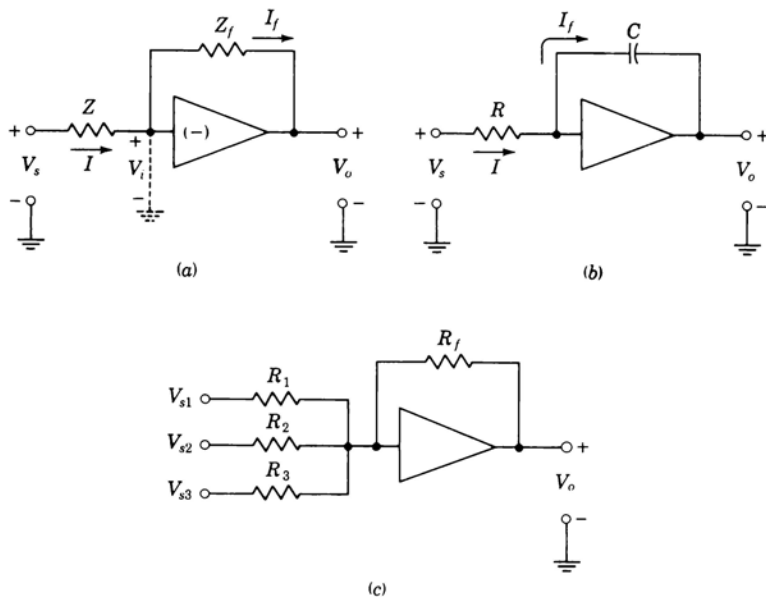 Z_f
I_f
Z
(−)
+
+
+
I
V_s
V_i
V_o
−
−
−
(a)
I_f
C
R
+
+
I
V_s
V_o
−
−
(b)
R_f
R_1
V_s1
R_2
V_s2
+
R_3
V_s3
V_o
−
(c)